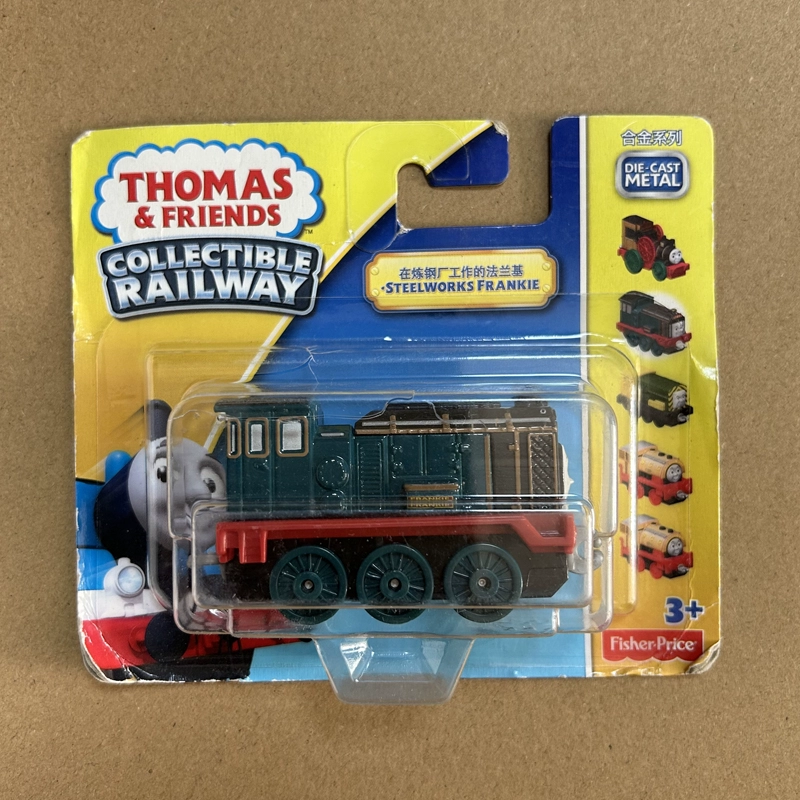 THOMAS
& FRIENDS
™
COLLECTIBLE
RAILWAY
在炼钢厂工作的法兰基
•STEELWORKS FRANKIE
合金系列
DIE-CAST
METAL
FRANKIE
3+
Fisher-Price